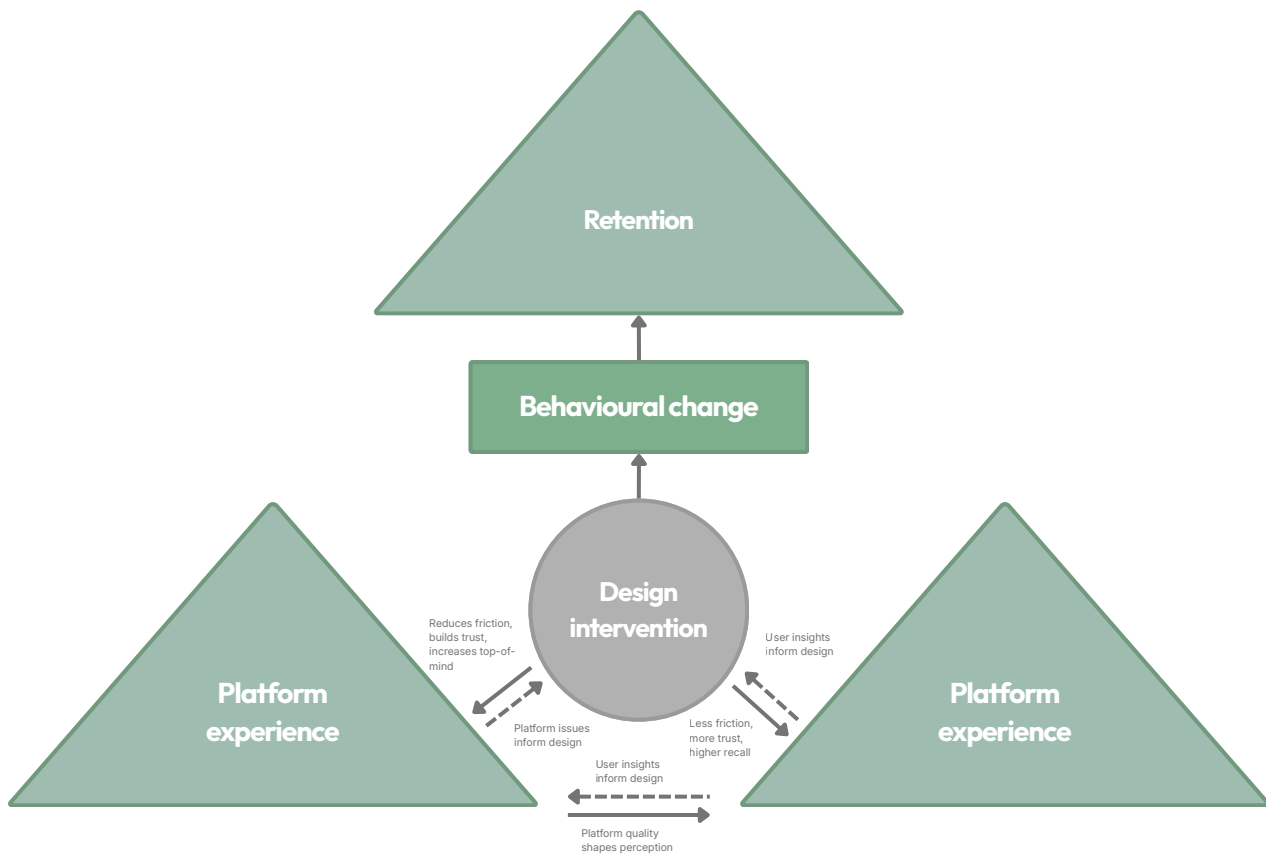 Retention
Behavioural change
Design
intervention
Reduces friction,
builds trust,
increases top-of-
mind
User insights
inform design
Platform
experience
Platform
experience
Platform issues
inform design
Less friction,
more trust,
higher recall
User insights
inform design
Platform quality
shapes perception